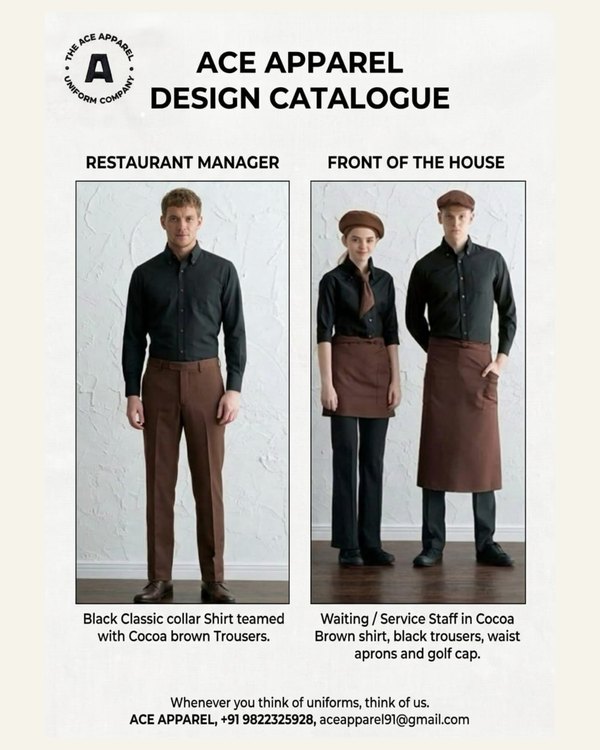 THE ACE APPAREL
A
UNIFORM COMPANY
ACE APPAREL
DESIGN CATALOGUE
RESTAURANT MANAGER
FRONT OF THE HOUSE
Black Classic collar Shirt teamed
with Cocoa brown Trousers.
Waiting / Service Staff in Cocoa
Brown shirt, black trousers, waist
aprons and golf cap.
Whenever you think of uniforms, think of us.
ACE APPAREL, +91 9822325928, aceapparel91@gmail.com